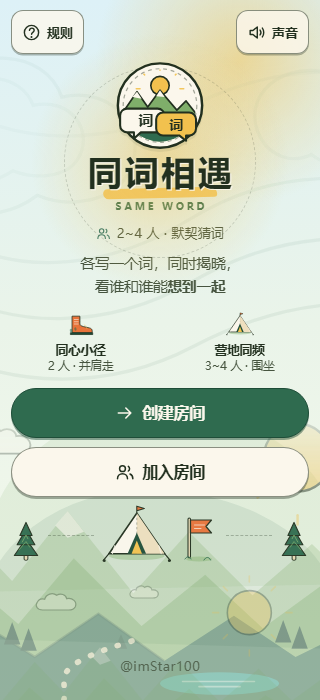 规则
声音
词
词
同词相遇
SAME WORD
2~4 人 · 默契猜词
各写一个词，同时揭晓，
看谁和谁能想到一起
同心小径
2 人 · 并肩走
营地同频
3~4 人 · 围坐
创建房间
加入房间
@imStar100